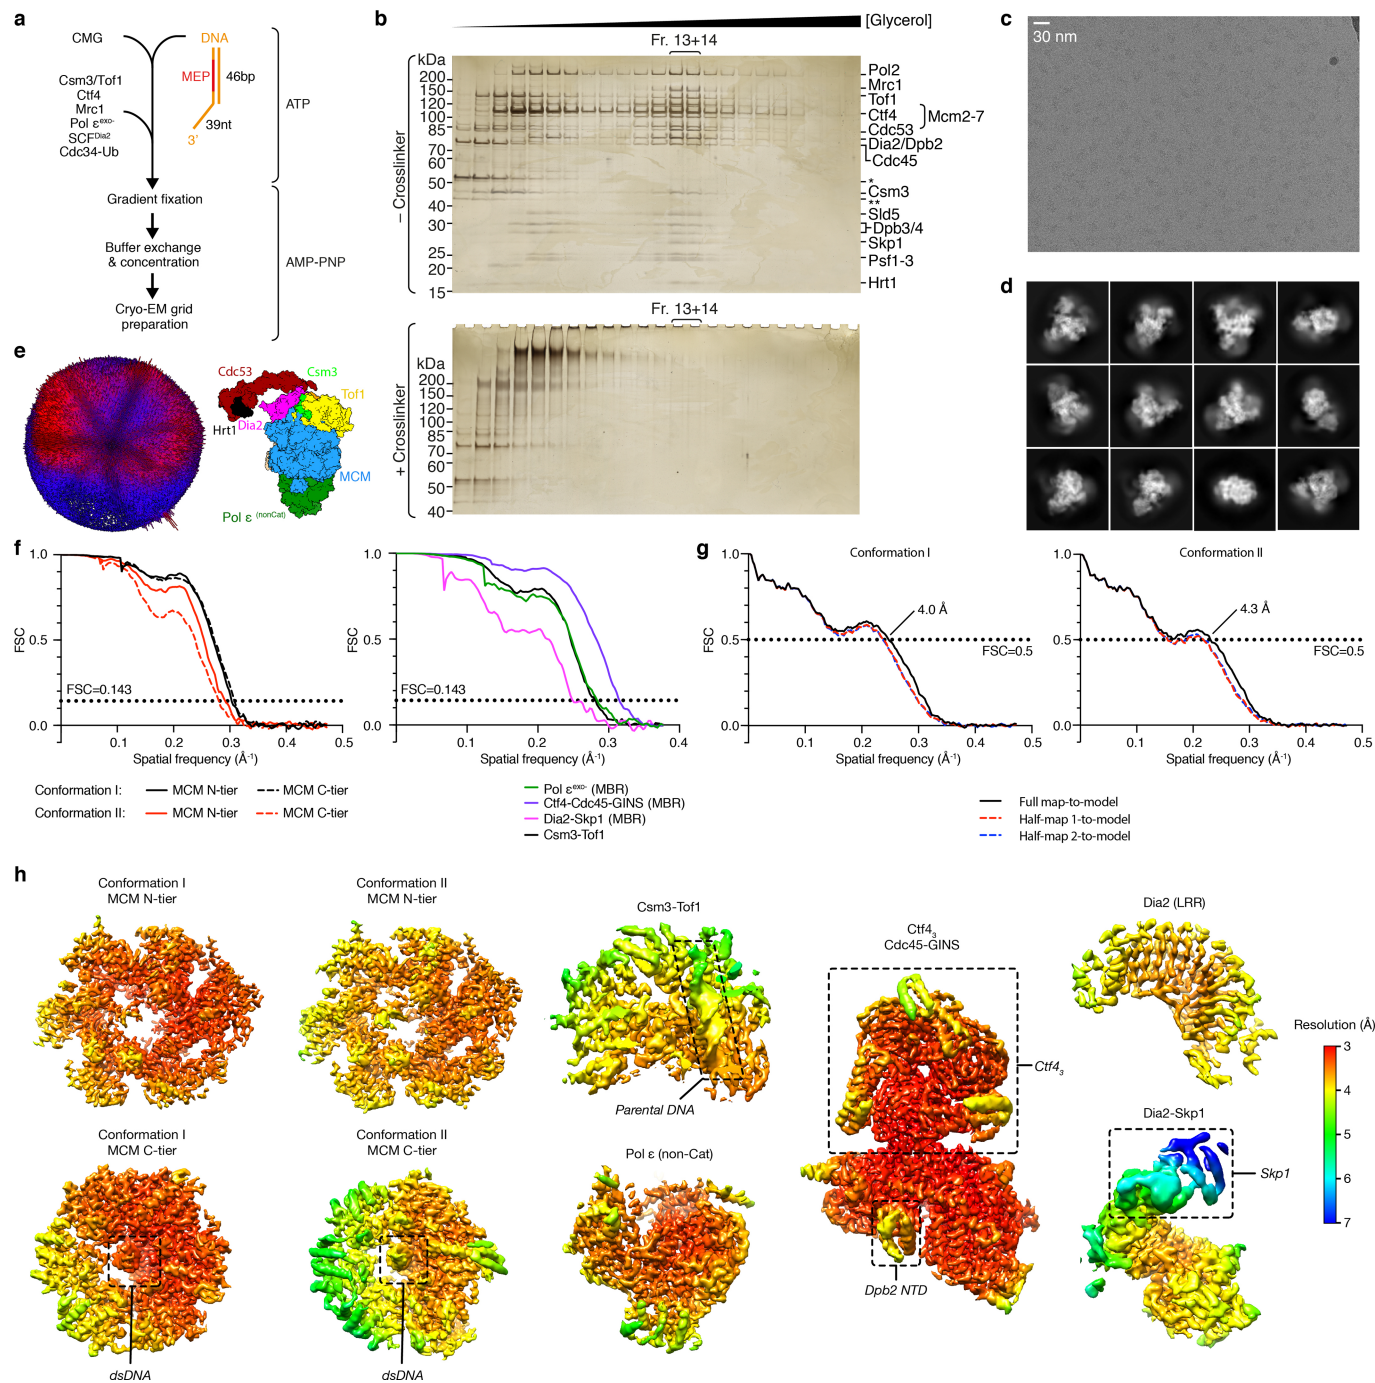 a
CMG
DNA
MEP
46bp
Csm3/Tof1
Ctf4
Mrc1
Pol ε^exo-
SCF^Dia2
Cdc34-Ub
39nt
3’
ATP
Gradient fixation
Buffer exchange
& concentration
AMP-PNP
Cryo-EM grid
preparation
b
[Glycerol]
Fr. 13+14
kDa
200
150
120
100
85
70
60
50
40
30
25
20
15
– Crosslinker
Pol2
Mrc1
Tof1
Ctf4
Mcm2-7
Cdc53
Dia2/Dpb2
Cdc45
*
Csm3
**
Sld5
Dpb3/4
Skp1
Psf1-3
Hrt1
Fr. 13+14
kDa
200
150
120
100
85
70
60
50
40
+ Crosslinker
c
30 nm
d
e
Cdc53
Csm3
Tof1
Hrt1
Dia2
MCM
Pol ε (nonCat)
f
1.0
0.5
0.0
FSC
FSC=0.143
0.1 0.2 0.3 0.4 0.5
Spatial frequency (Å-1)
1.0
0.5
0.0
FSC
FSC=0.143
0.1 0.2 0.3 0.4
Spatial frequency (Å-1)
Conformation I: MCM N-tier MCM C-tier
Conformation II: MCM N-tier MCM C-tier
Pol ε^exo- (MBR)
Ctf4-Cdc45-GINS (MBR)
Dia2-Skp1 (MBR)
Csm3-Tof1
g
Conformation I
1.0
0.5
0.0
FSC
4.0 Å
FSC=0.5
0.1 0.2 0.3 0.4 0.5
Spatial frequency (Å-1)
Conformation II
1.0
0.5
0.0
4.3 Å
FSC=0.5
0.1 0.2 0.3 0.4 0.5
Spatial frequency (Å-1)
Full map-to-model
Half-map 1-to-model
Half-map 2-to-model
h
Conformation I
MCM N-tier
Conformation II
MCM N-tier
Csm3-Tof1
Parental DNA
Ctf4₃
Cdc45-GINS
Ctf4₃
Dpb2 NTD
Dia2 (LRR)
Resolution (Å)
3
4
5
6
7
Conformation I
MCM C-tier
dsDNA
Conformation II
MCM C-tier
dsDNA
Pol ε (non-Cat)
Dia2-Skp1
Skp1